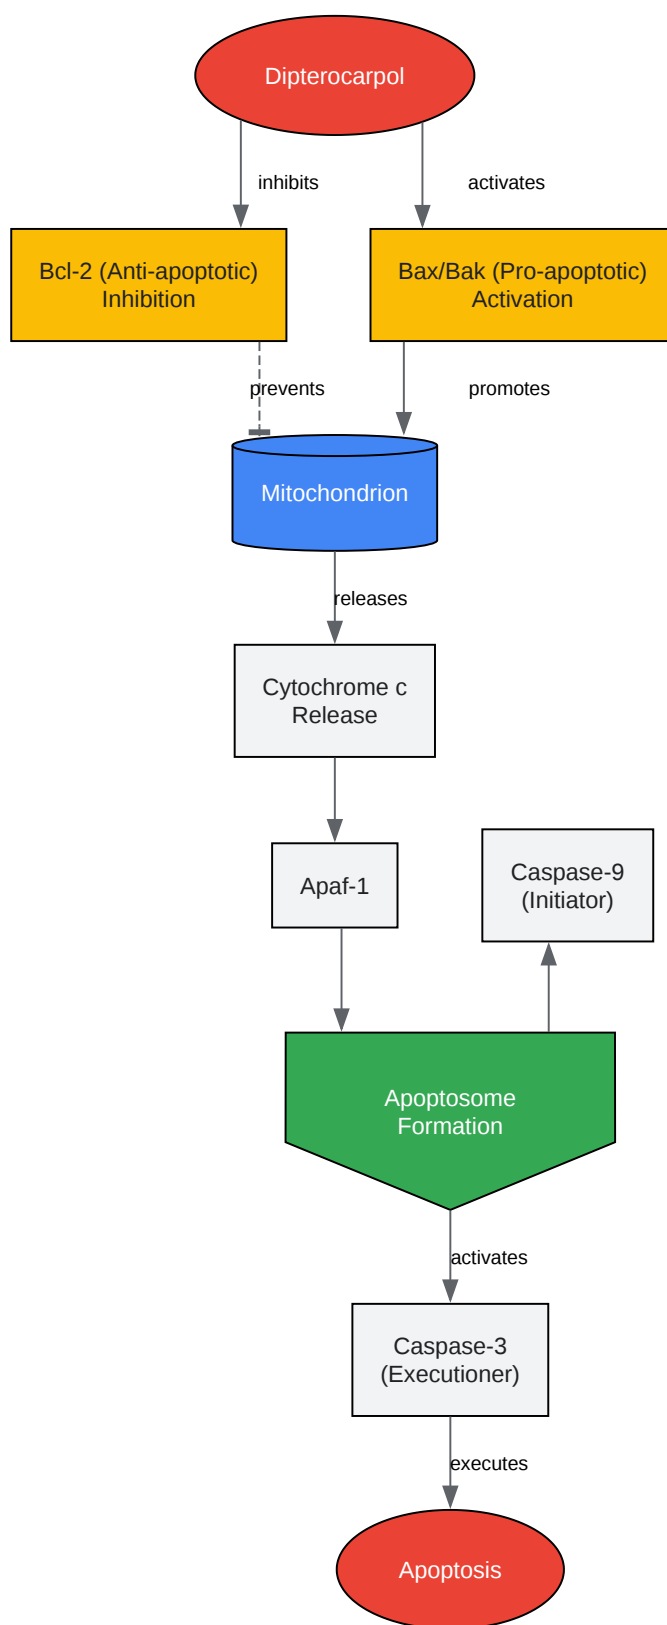 Dipterocarpol
inhibits
activates
Bcl-2 (Anti-apoptotic)
Inhibition
Bax/Bak (Pro-apoptotic)
Activation
prevents
promotes
Mitochondrion
releases
Cytochrome c
Release
Apaf-1
Caspase-9
(Initiator)
Apoptosome
Formation
activates
Caspase-3
(Executioner)
executes
Apoptosis